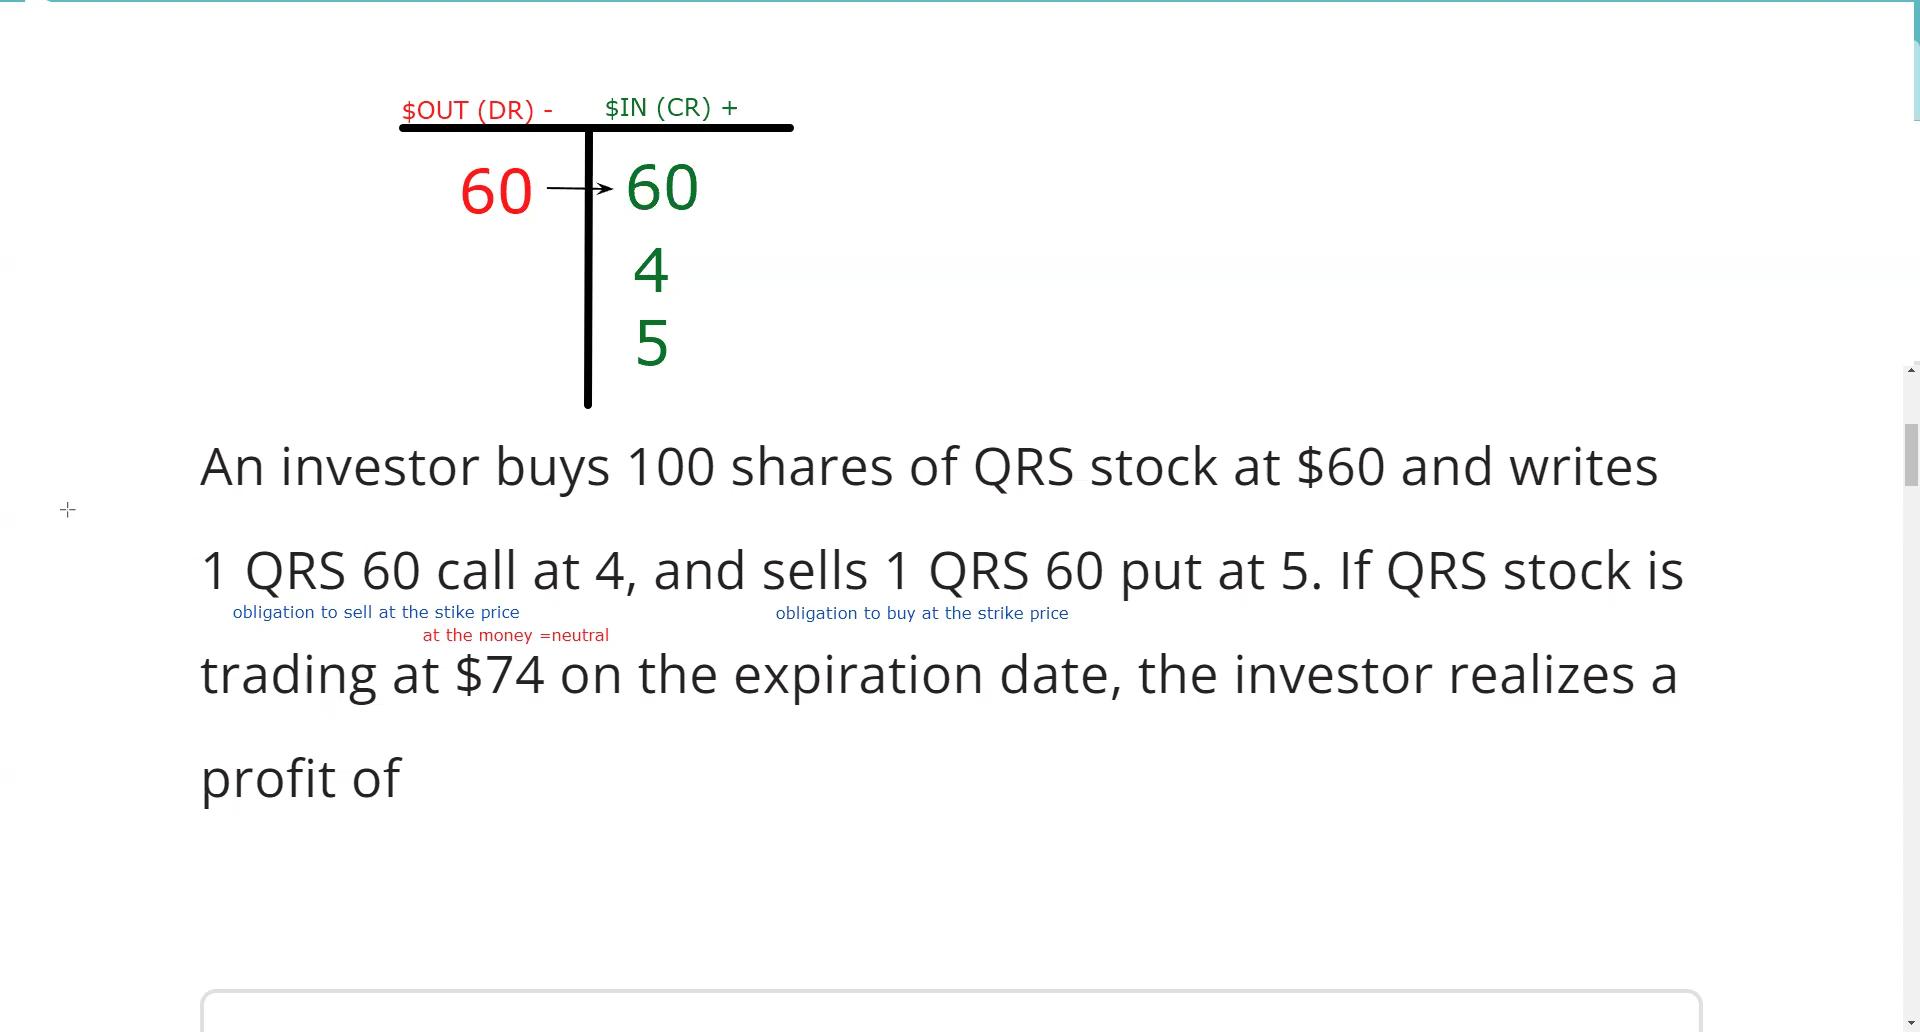 $OUT (DR) - $IN (CR) +
60 60
4
5
An investor buys 100 shares of QRS stock at $60 and writes
1 QRS 60 call at 4, and sells 1 QRS 60 put at 5. If QRS stock is
obligation to sell at the stike price obligation to buy at the strike price
at the money =neutral
trading at $74 on the expiration date, the investor realizes a
profit of